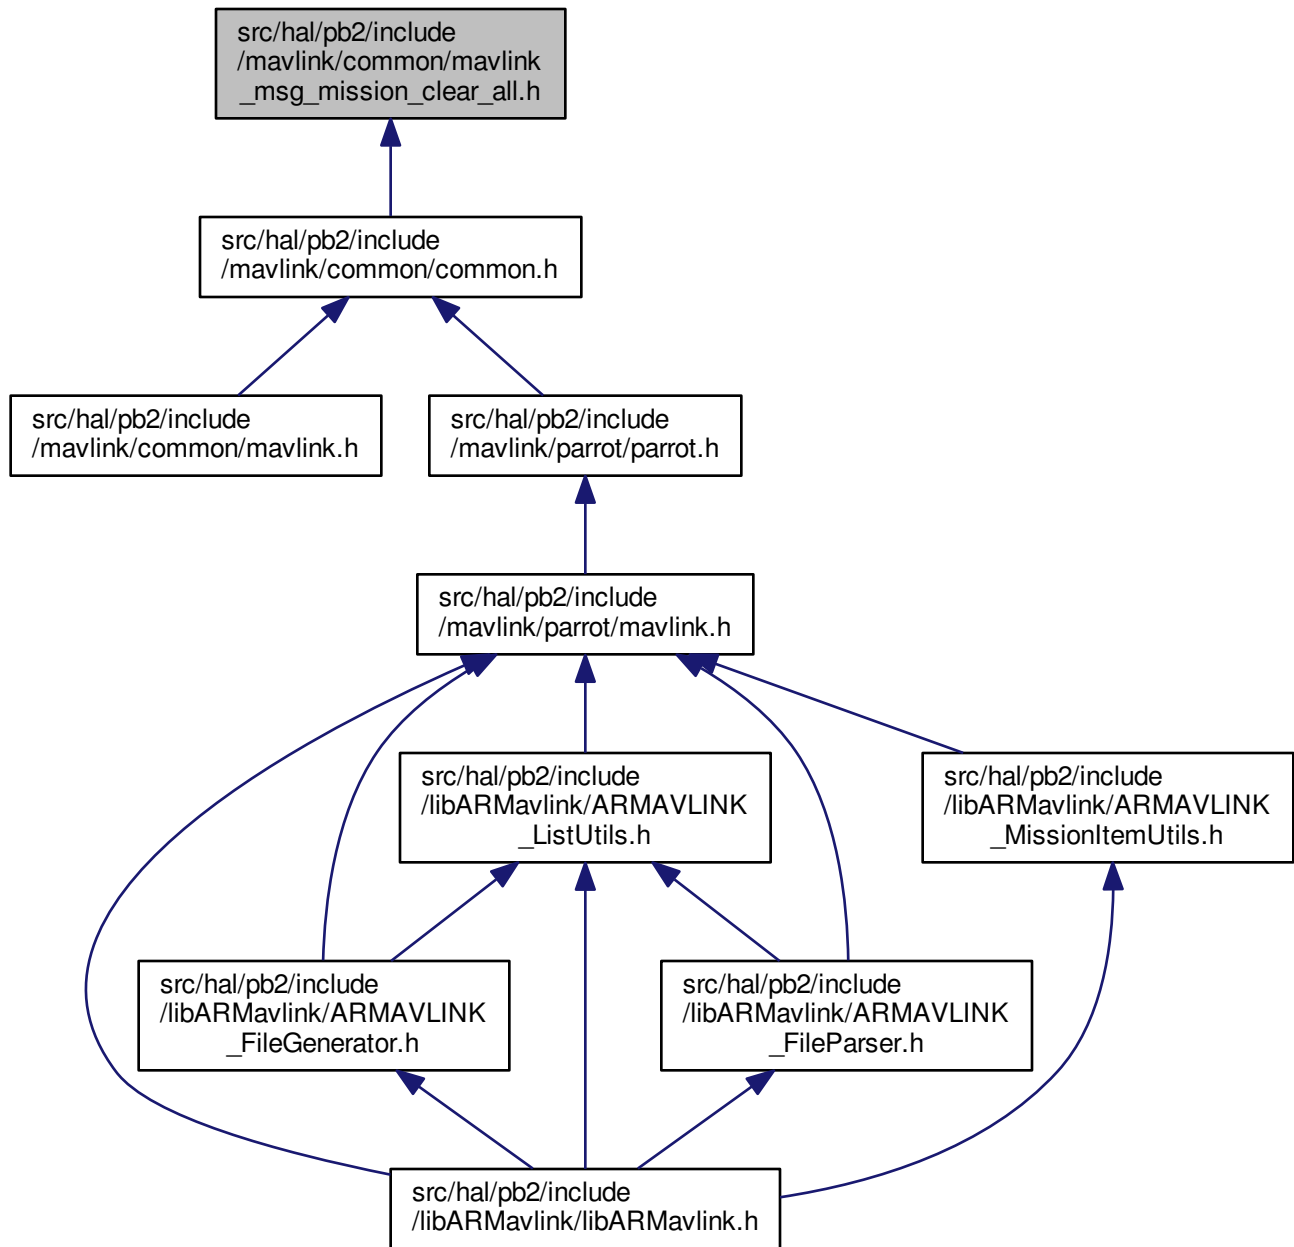 src/hal/pb2/include
/mavlink/common/mavlink
_msg_mission_clear_all.h
src/hal/pb2/include
/mavlink/common/common.h
src/hal/pb2/include
/mavlink/common/mavlink.h
src/hal/pb2/include
/mavlink/parrot/parrot.h
src/hal/pb2/include
/mavlink/parrot/mavlink.h
src/hal/pb2/include
/libARMavlink/ARMAVLINK
_ListUtils.h
src/hal/pb2/include
/libARMavlink/ARMAVLINK
_MissionItemUtils.h
src/hal/pb2/include
/libARMavlink/ARMAVLINK
_FileGenerator.h
src/hal/pb2/include
/libARMavlink/ARMAVLINK
_FileParser.h
src/hal/pb2/include
/libARMavlink/libARMavlink.h